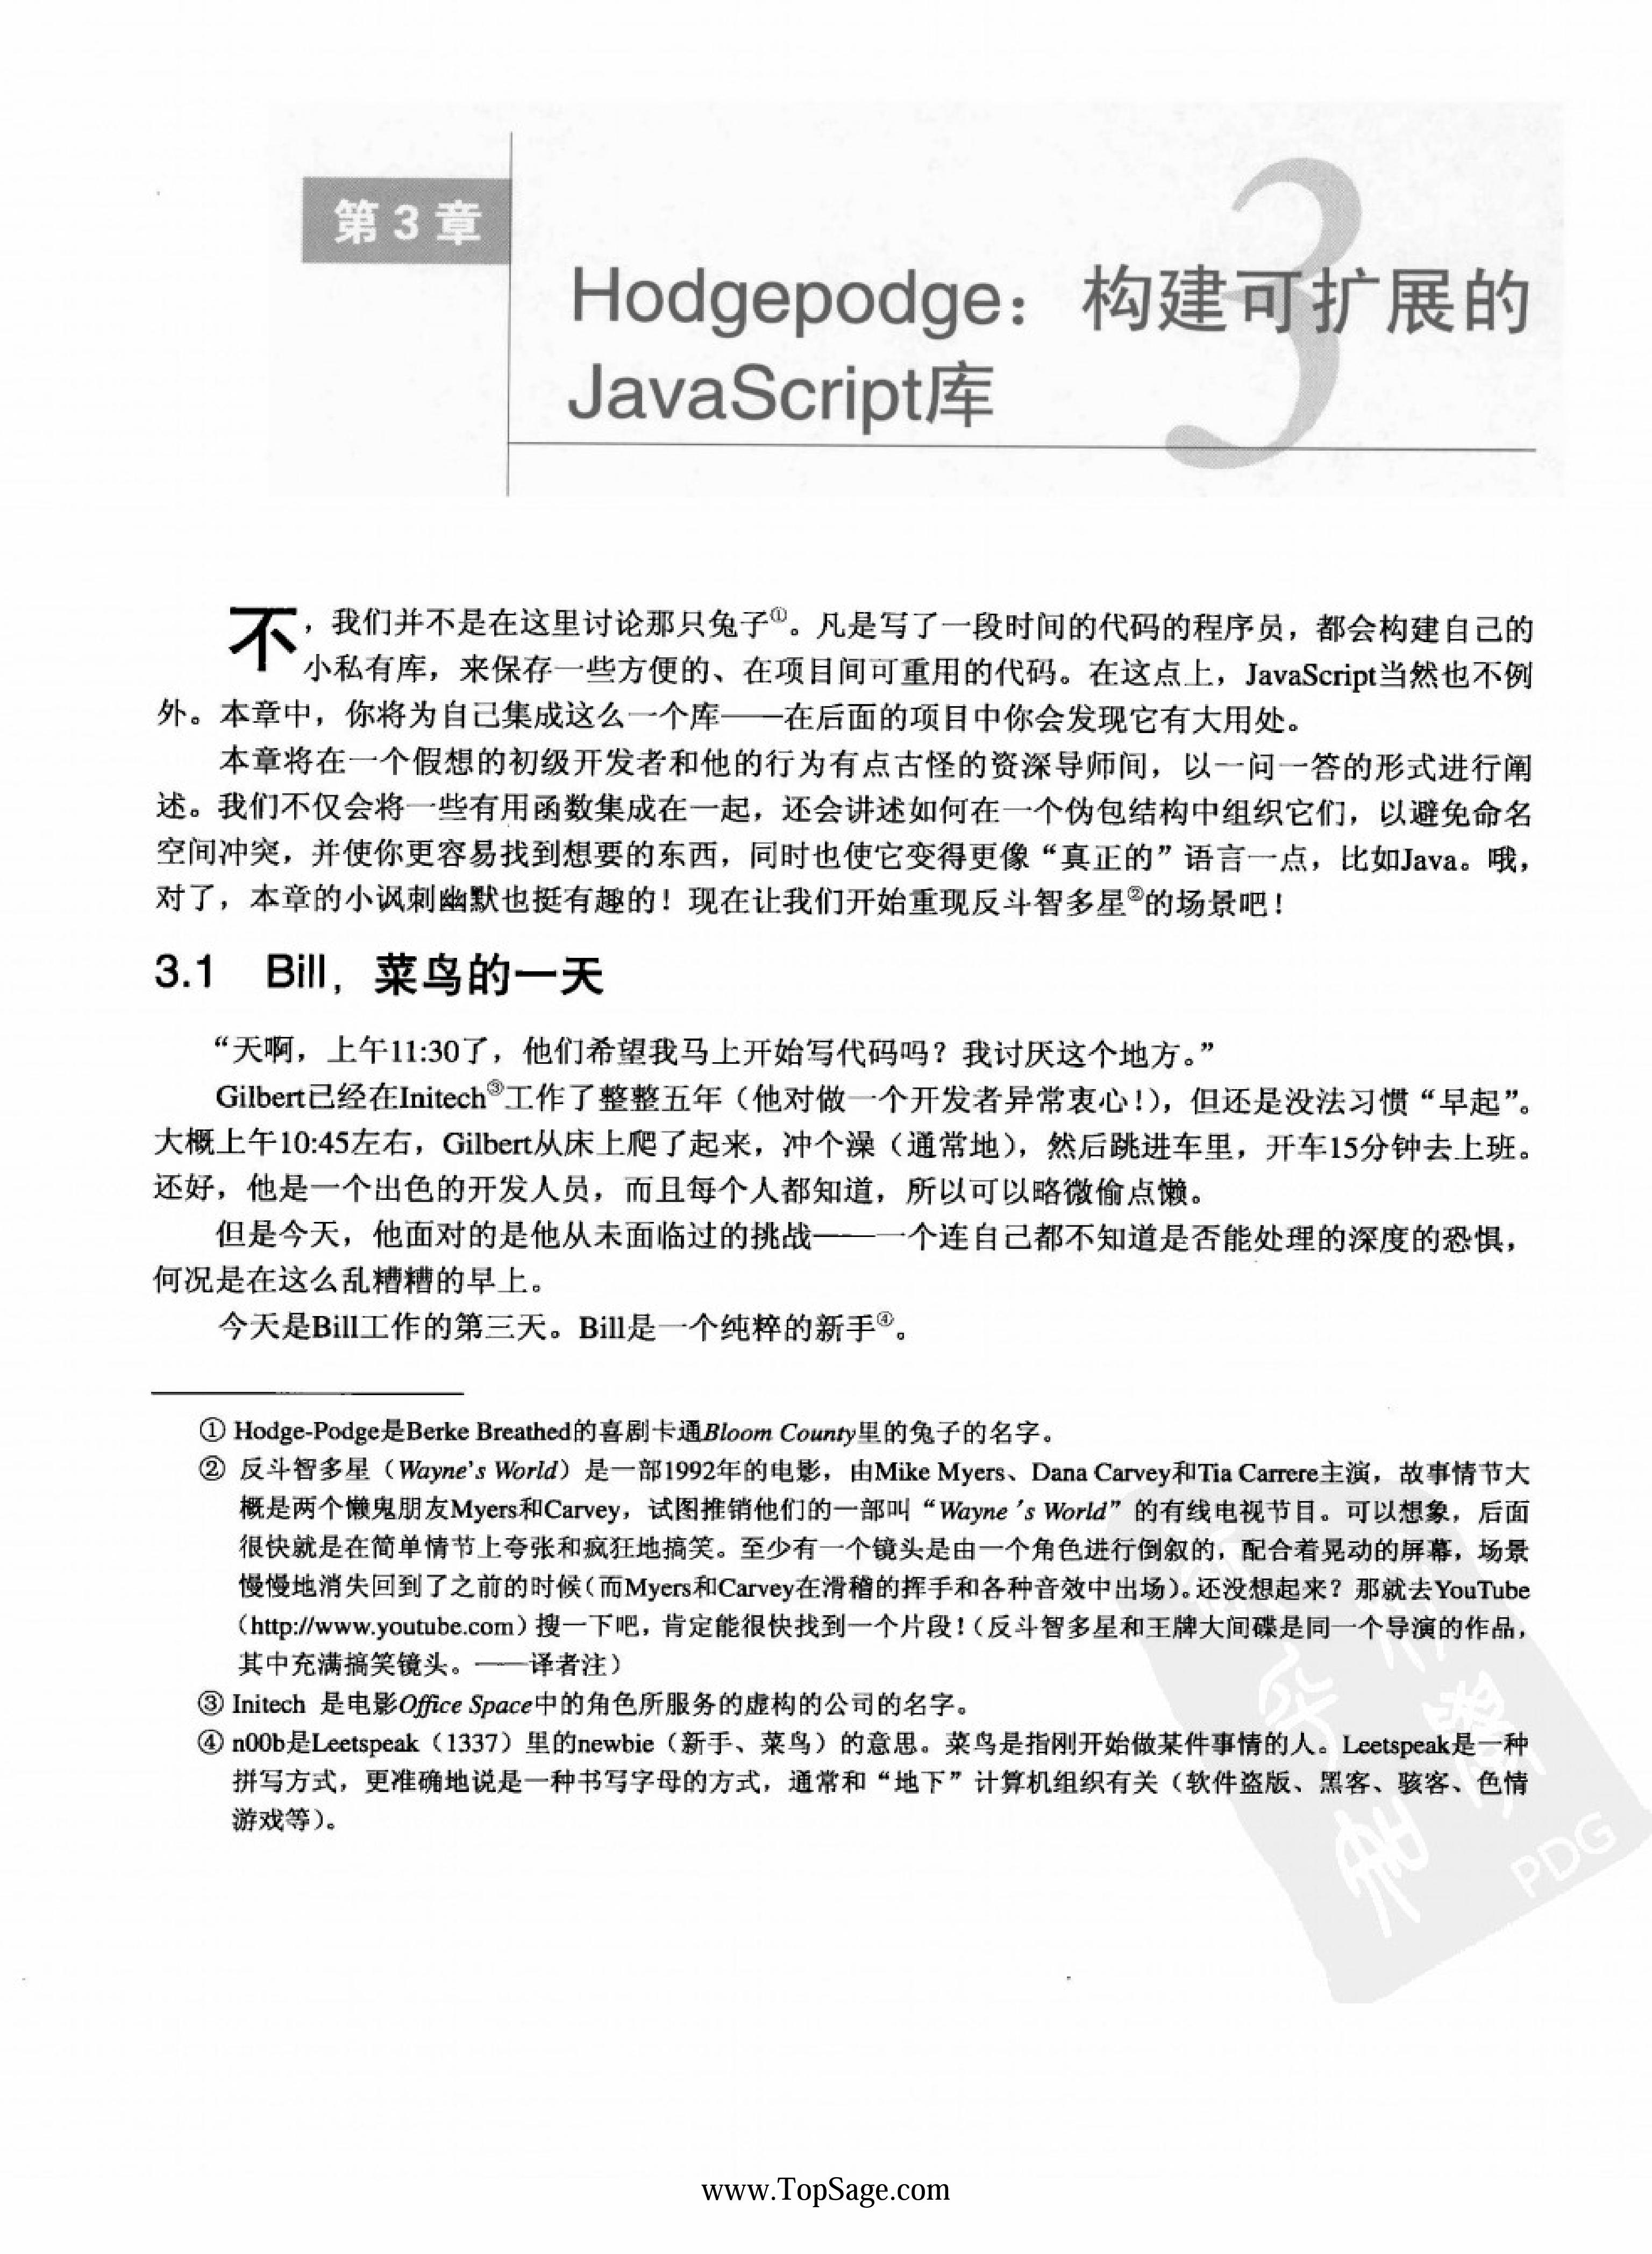 第 3 章
Hodgepodge：构建可扩展的
JavaScript库
3
不，我们并不是在这里讨论那只兔子①。凡是写了一段时间的代码的程序员，都会构建自己的
小私有库，来保存一些方便的、在项目间可重用的代码。在这点上，JavaScript当然也不例
外。本章中，你将为自己集成这么一个库——在后面的项目中你会发现它有大用处。
本章将在一个假想的初级开发者和他的行为有点古怪的资深导师间，以一问一答的形式进行阐
述。我们不仅会将一些有用函数集成在一起，还会讲述如何在一个伪包结构中组织它们，以避免命名
空间冲突，并使你更容易找到想要的东西，同时也使它变得更像“真正的”语言一点，比如Java。哦，
对了，本章的小讽刺幽默也挺有趣的！现在让我们开始重现反斗智多星②的场景吧！
3.1 Bill，菜鸟的一天
“天啊，上午11:30了，他们希望我马上开始写代码吗？我讨厌这个地方。”
Gilbert已经在Initech③工作了整整五年（他对做一个开发者异常衷心！），但还是没法习惯“早起”。
大概上午10:45左右，Gilbert从床上爬了起来，冲个澡（通常地），然后跳进车里，开车15分钟去上班。
还好，他是一个出色的开发人员，而且每个人都知道，所以可以略微偷点懒。
但是今天，他面对的是他从未面临过的挑战——一个连自己都不知道是否能处理的深度的恐惧，
何况是在这么乱糟糟的早上。
今天是Bill工作的第三天。Bill是一个纯粹的新手④。
① Hodge-Podge是Berke Breathed的喜剧卡通Bloom County里的兔子的名字。
② 反斗智多星（Wayne's World）是一部1992年的电影，由Mike Myers、Dana Carvey和Tia Carrere主演，故事情节大
概是两个懒鬼朋友Myers和Carvey，试图推销他们的一部叫“Wayne's World”的有线电视节目。可以想象，后面
很快就是在简单情节上夸张和疯狂地搞笑。至少有一个镜头是由一个角色进行倒叙的，配合着晃动的屏幕，场景
慢慢地消失回到了之前的时候（而Myers和Carvey在滑稽的挥手和各种音效中出场）。还没想起来？那就去YouTube
（http://www.youtube.com）搜一下吧，肯定能很快找到一个片段！（反斗智多星和王牌大间碟是同一个导演的作品，
其中充满搞笑镜头。——译者注）
③ Initech 是电影Office Space中的角色所服务的虚构的公司的名字。
④ n00b是Leetspeak（1337）里的newbie（新手、菜鸟）的意思。菜鸟是指刚开始做某件事情的人。Leetspeak是一种
拼写方式，更准确地说是一种书写字母的方式，通常和“地下”计算机组织有关（软件盗版、黑客、骇客、色情
游戏等）。
PDG
www.TopSage.com